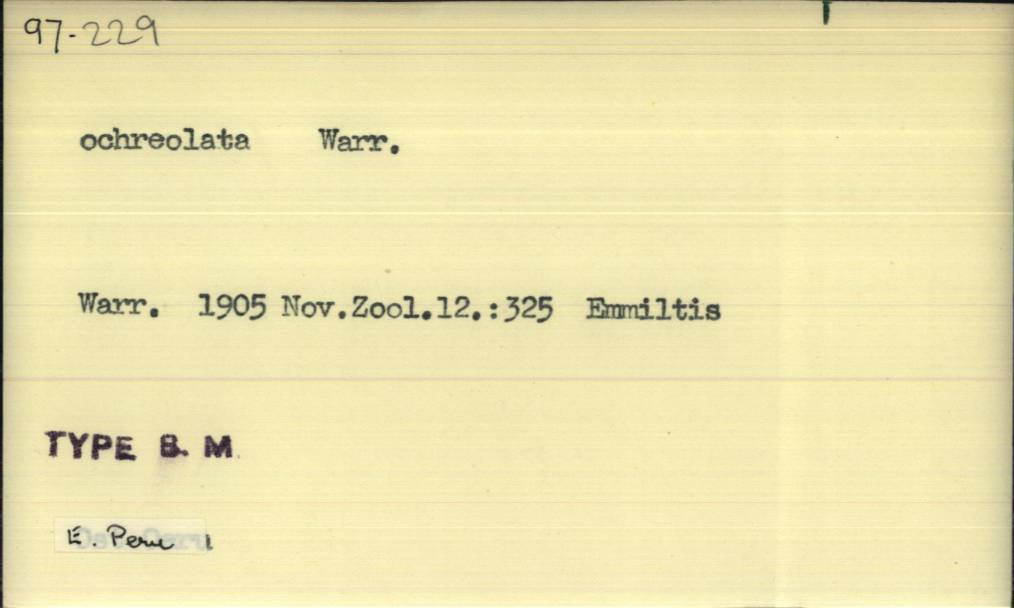 97-229
ochreolata Warr.
Warr. 1905 Nov.Zool.12.:325 Emmiltis
TYPE B. M.
E. Peru